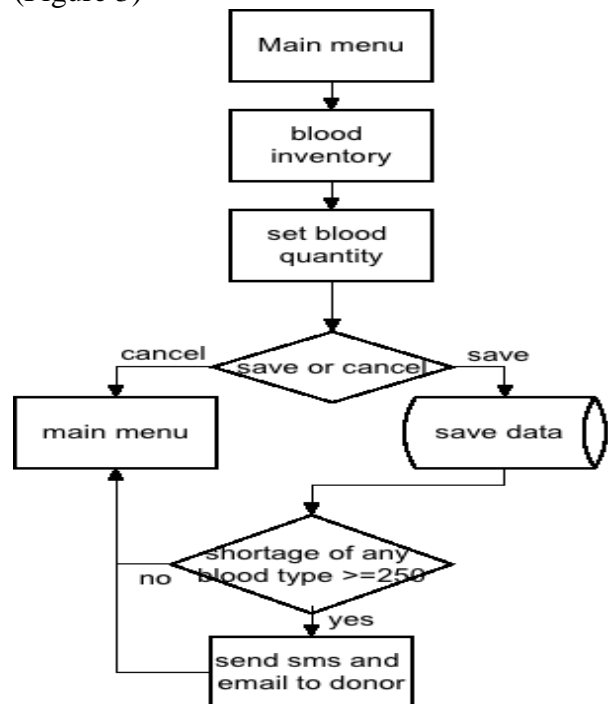 (Figure 3)
Main menu
blood
inventory
set blood
quantity
cancel
save or cancel
save
main menu
save data
shortage of any
blood type >=250
no
yes
send sms and
email to donor